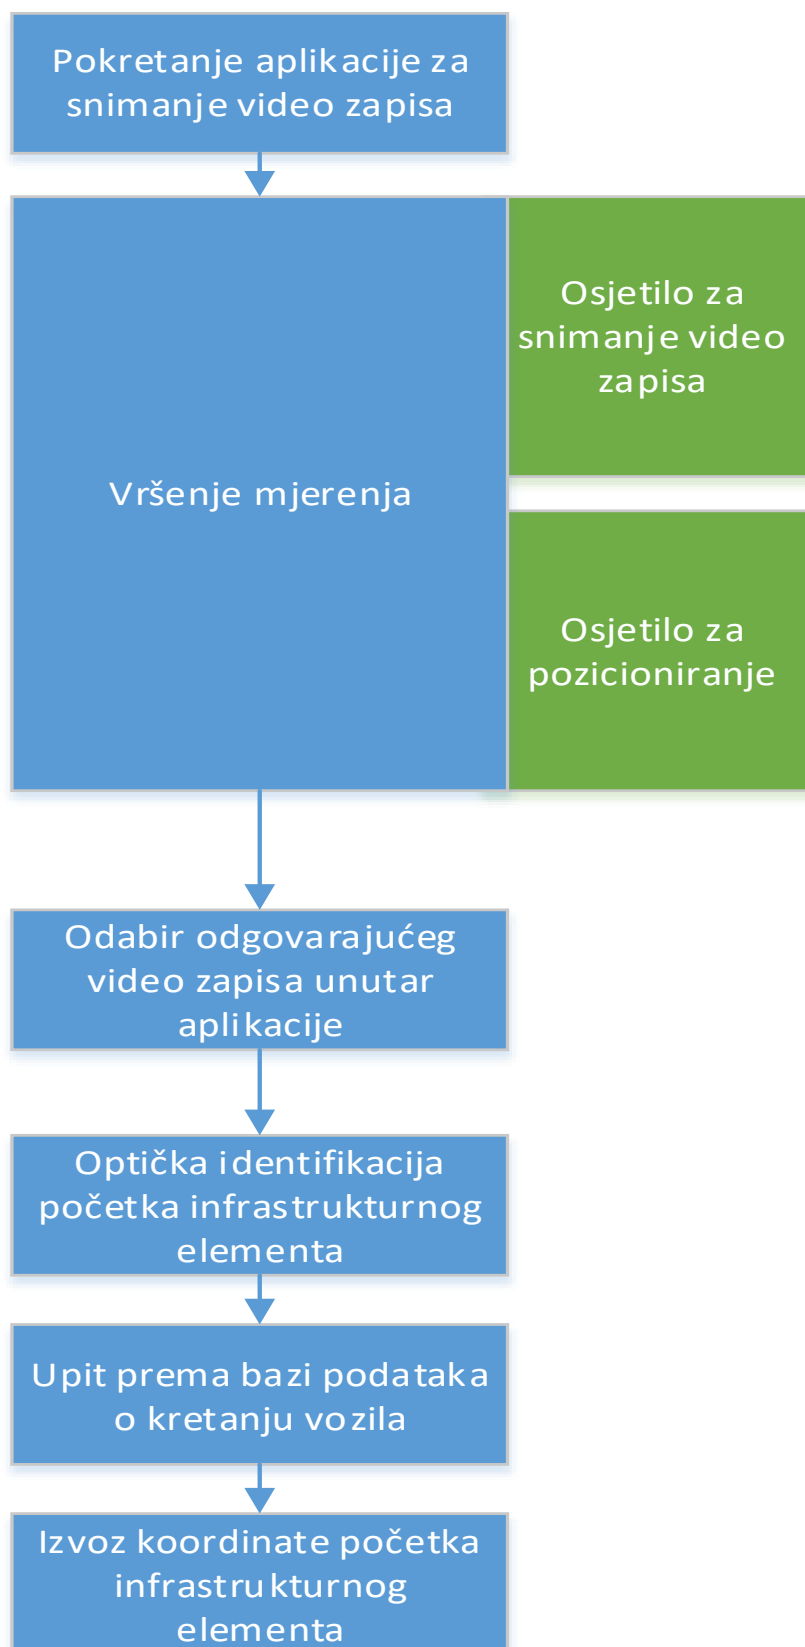 Pokretanje aplikacije za
snimanje video zapisa
Vršenje mjerenja
Osjetilo za
snimanje video
zapisa
Osjetilo za
pozicioniranje
Odabir odgovarajućeg
video zapisa unutar
aplikacije
Optička identifikacija
početka infrastrukturnog
elementa
Upit prema bazi podataka
o kretanju vozila
Izvoz koordinate početka
infrastrukturnog
elementa